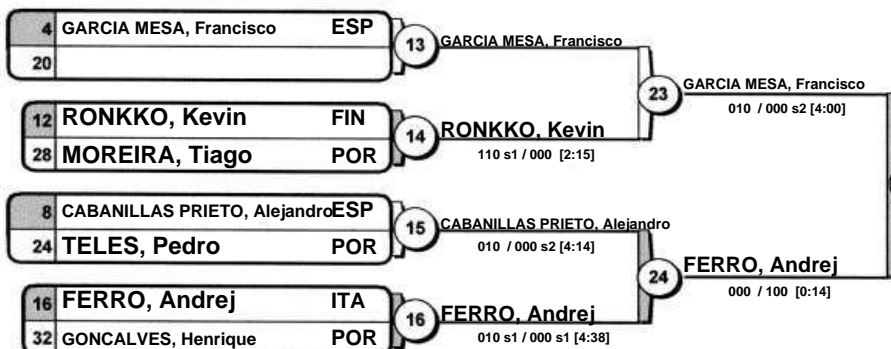 4 GARCIA MESA, Francisco ESP
20
13 GARCIA MESA, Francisco
12 RONKKO, Kevin FIN
28 MOREIRA, Tiago POR
14 RONKKO, Kevin
110 s1 / 000 [2:15]
23 GARCIA MESA, Francisco
010 / 000 s2 [4:00]
8 CABANILLAS PRIETO, Alejandro ESP
24 TELES, Pedro POR
15 CABANILLAS PRIETO, Alejandro
010 / 000 s2 [4:14]
16 FERRO, Andrej ITA
32 GONCALVES, Henrique POR
16 FERRO, Andrej
010 s1 / 000 s1 [4:38]
24 FERRO, Andrej
000 / 100 [0:14]